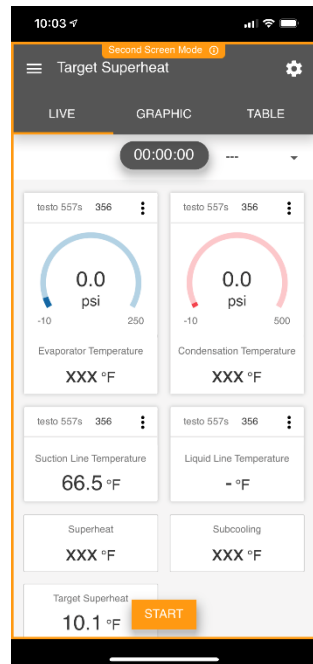 10:03
Second Screen Mode
Target Superheat
LIVE GRAPHIC TABLE
00:00:00 ---
testo 557s 356
0.0
psi
-10 250
Evaporator Temperature
XXX °F
testo 557s 356
0.0
psi
-10 500
Condensation Temperature
XXX °F
testo 557s 356
Suction Line Temperature
66.5 °F
testo 557s 356
Liquid Line Temperature
- °F
Superheat
XXX °F
Subcooling
XXX °F
Target Superheat
10.1 °F
START